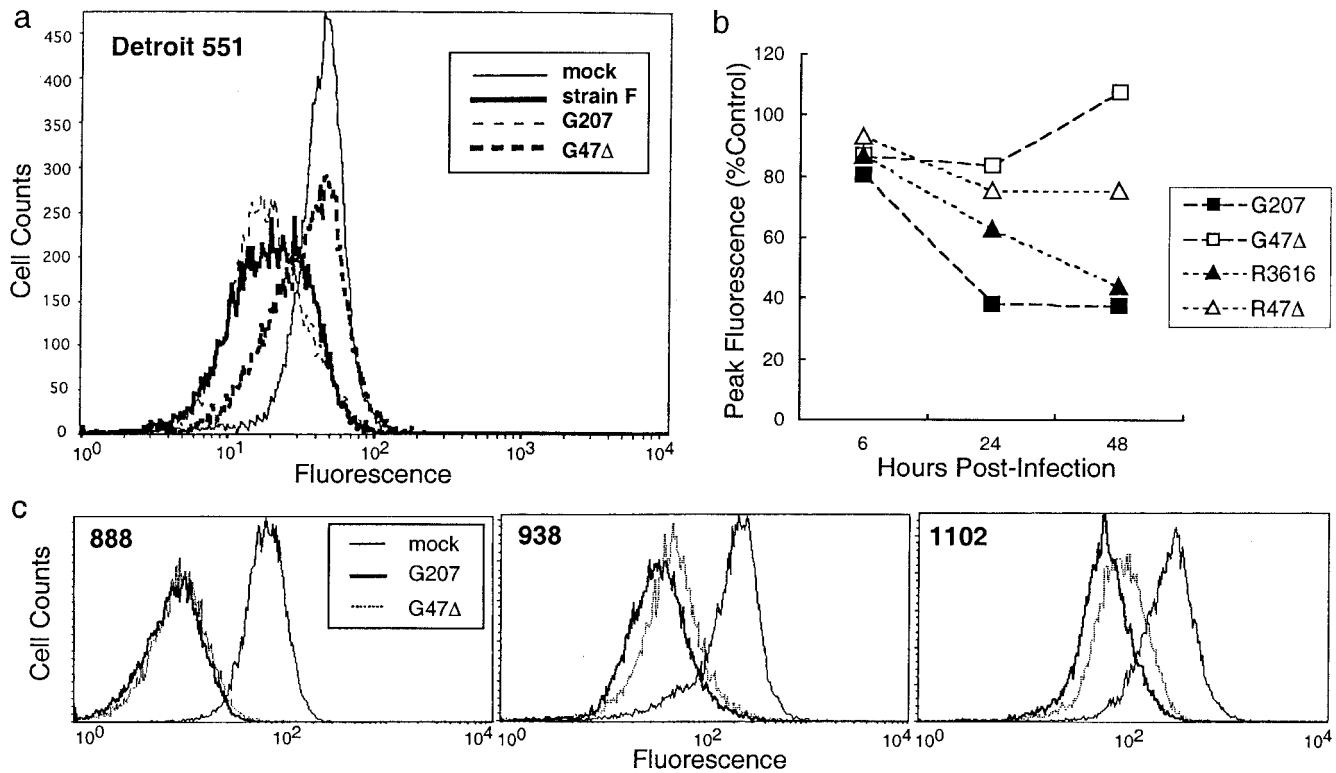 a
Detroit 551
mock
strain F
G207
G47Δ
450
400
350
300
250
200
150
100
50
0
Cell Counts
10⁰
10¹
10²
10³
10⁴
Fluorescence
b
120
100
80
60
40
20
0
Peak Fluorescence (%Control)
6
24
48
Hours Post-Infection
G207
G47Δ
R3616
R47Δ
c
888
mock
G207
G47Δ
938
1102
Cell Counts
10⁰
10²
10⁴
10⁰
10²
10⁴
10⁰
10²
10⁴
Fluorescence